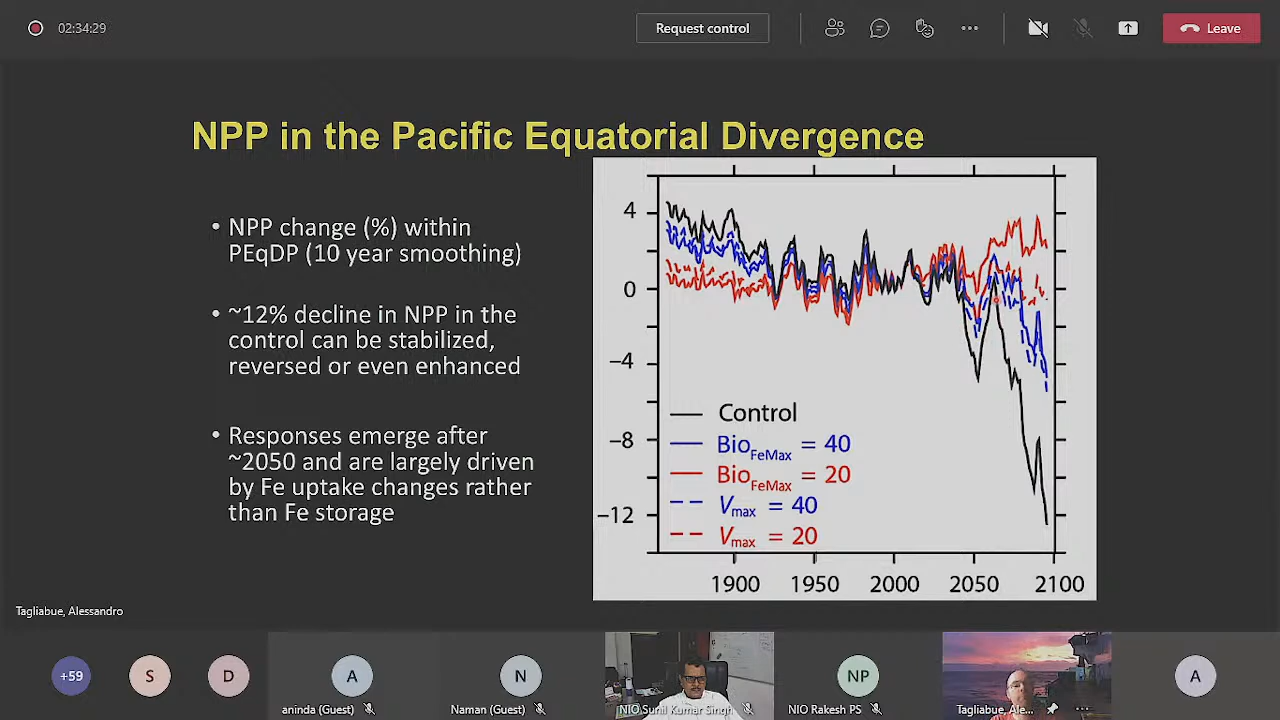 02:34:29
Request control
Leave
NPP in the Pacific Equatorial Divergence
• NPP change (%) within
PEqDP (10 year smoothing)
• ~12% decline in NPP in the
control can be stabilized,
reversed or even enhanced
• Responses emerge after
~2050 and are largely driven
by Fe uptake changes rather
than Fe storage
4
0
−4
−8
−12
Control
BioFeMax = 40
BioFeMax = 20
Vmax = 40
Vmax = 20
1900 1950 2000 2050 2100
Tagliabue, Alessandro
+59
S
D
A
N
NP
A
aninda (Guest)
Naman (Guest)
NIO Sunil Kumar Singh
NIO Rakesh PS
Tagliabue, Ale...